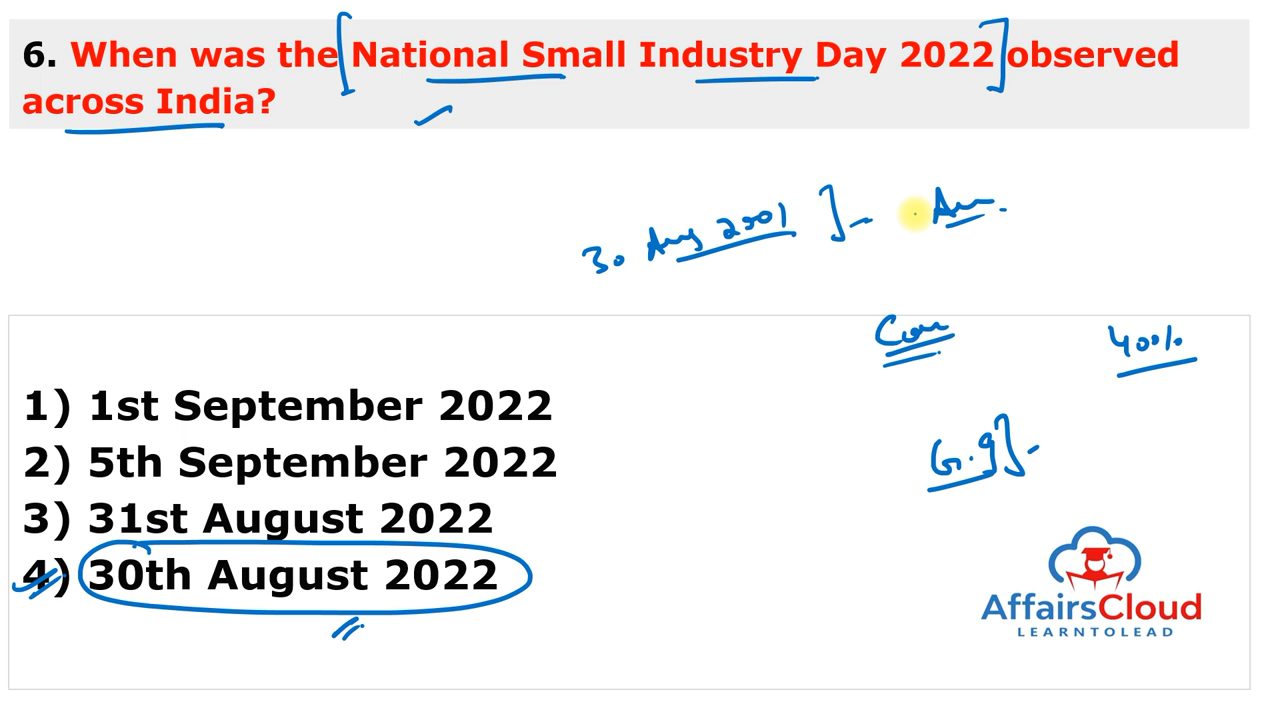 6. When was the [National Small Industry Day 2022] observed
across India?
30 Aug 2001 ] -
40%
1) 1st September 2022
2) 5th September 2022
3) 31st August 2022
4) 30th August 2022
AffairsCloud
LEARNTOLEAD